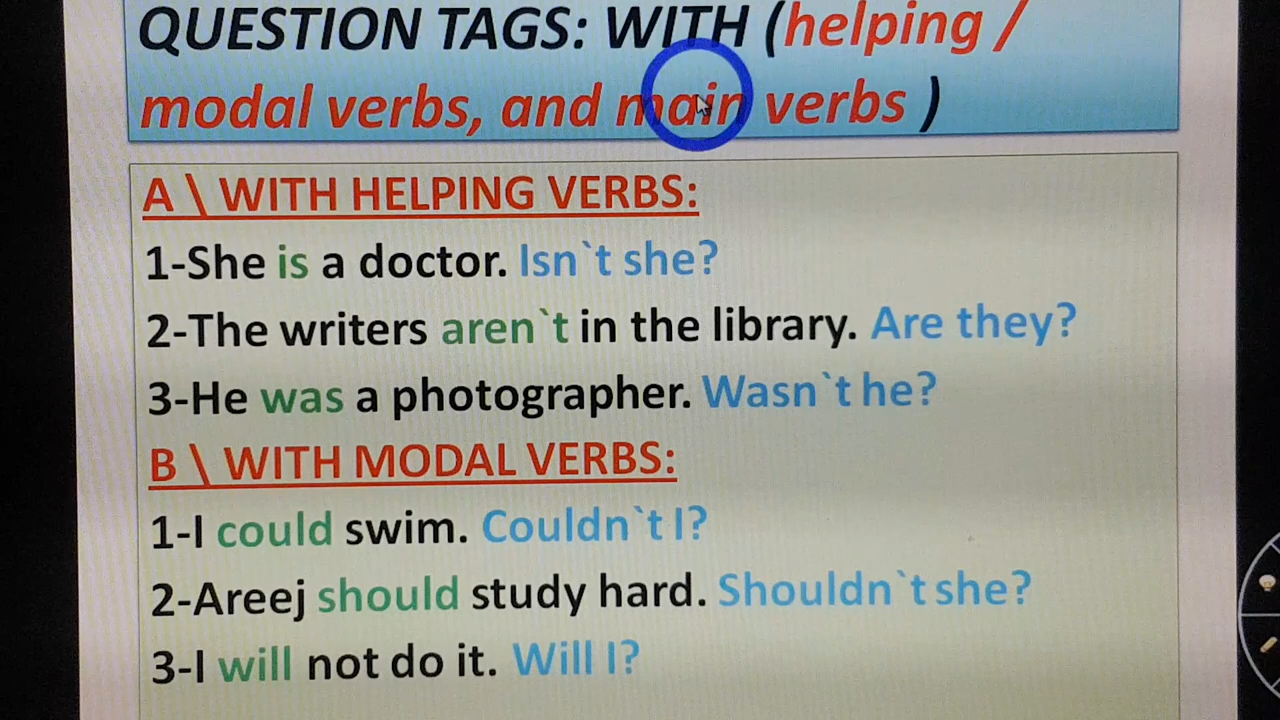 QUESTION TAGS: WITH (helping /
modal verbs, and main verbs )
A \ WITH HELPING VERBS:
1-She is a doctor. Isn`t she?
2-The writers aren`t in the library. Are they?
3-He was a photographer. Wasn`t he?
B \ WITH MODAL VERBS:
1-I could swim. Couldn`t I?
2-Areej should study hard. Shouldn`t she?
3-I will not do it. Will I?